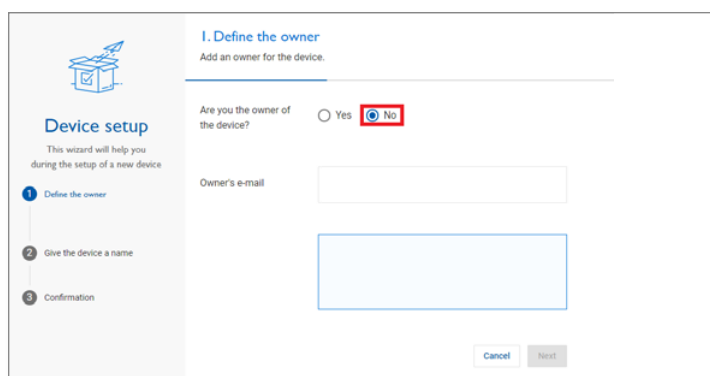 Device setup
This wizard will help you
during the setup of a new device
1 Define the owner
2 Give the device a name
3 Confirmation
1. Define the owner
Add an owner for the device.
Are you the owner of
the device?
Yes
No
Owner's e-mail
Cancel
Next